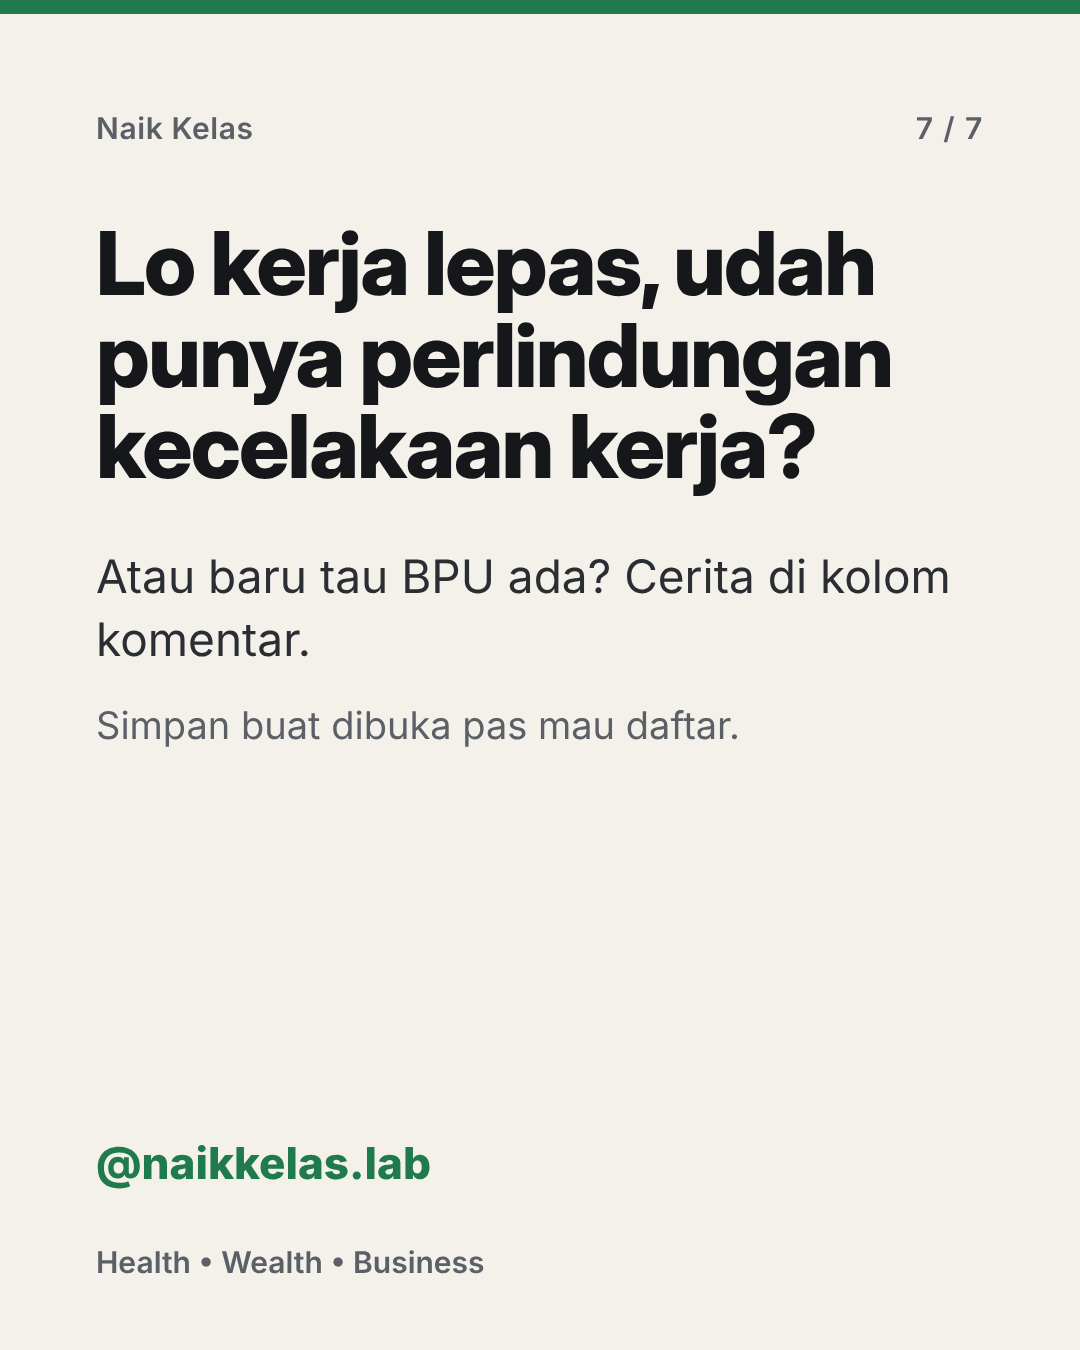 Naik Kelas
7 / 7
Lo kerja lepas, udah
punya perlindungan
kecelakaan kerja?
Atau baru tau BPU ada? Cerita di kolom
komentar.
Simpan buat dibuka pas mau daftar.
@naikkelas.lab
Health • Wealth • Business